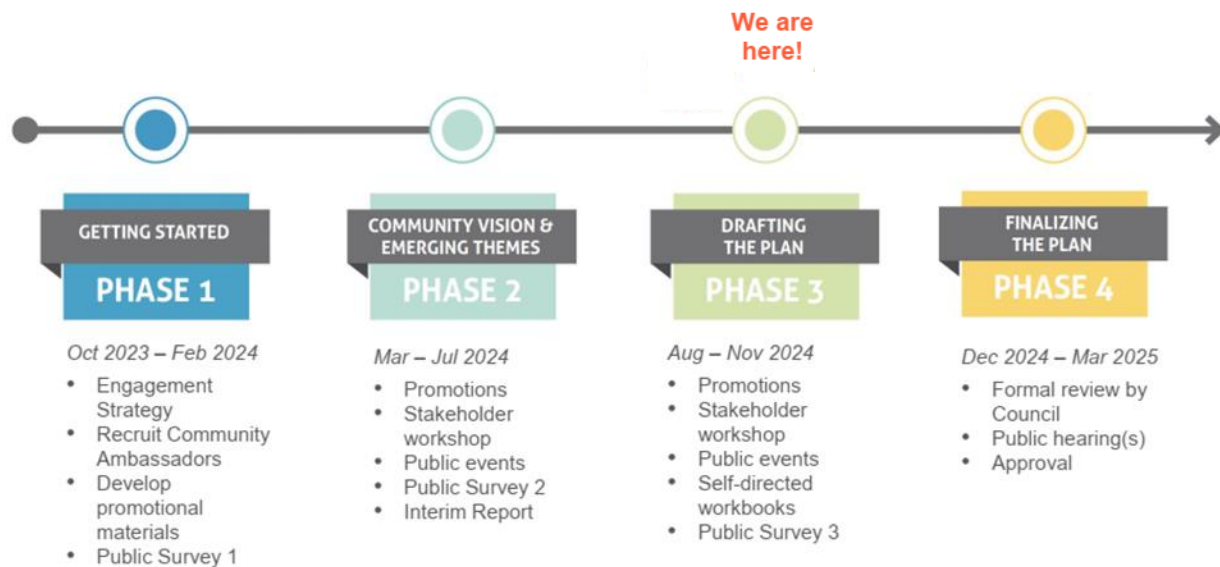 We are
here!
GETTING STARTED
PHASE 1
Oct 2023 – Feb 2024
• Engagement
Strategy
• Recruit Community
Ambassadors
• Develop
promotional
materials
• Public Survey 1
COMMUNITY VISION &
EMERGING THEMES
PHASE 2
Mar – Jul 2024
• Promotions
• Stakeholder
workshop
• Public events
• Public Survey 2
• Interim Report
DRAFTING
THE PLAN
PHASE 3
Aug – Nov 2024
• Promotions
• Stakeholder
workshop
• Public events
• Self-directed
workbooks
• Public Survey 3
FINALIZING
THE PLAN
PHASE 4
Dec 2024 – Mar 2025
• Formal review by
Council
• Public hearing(s)
• Approval